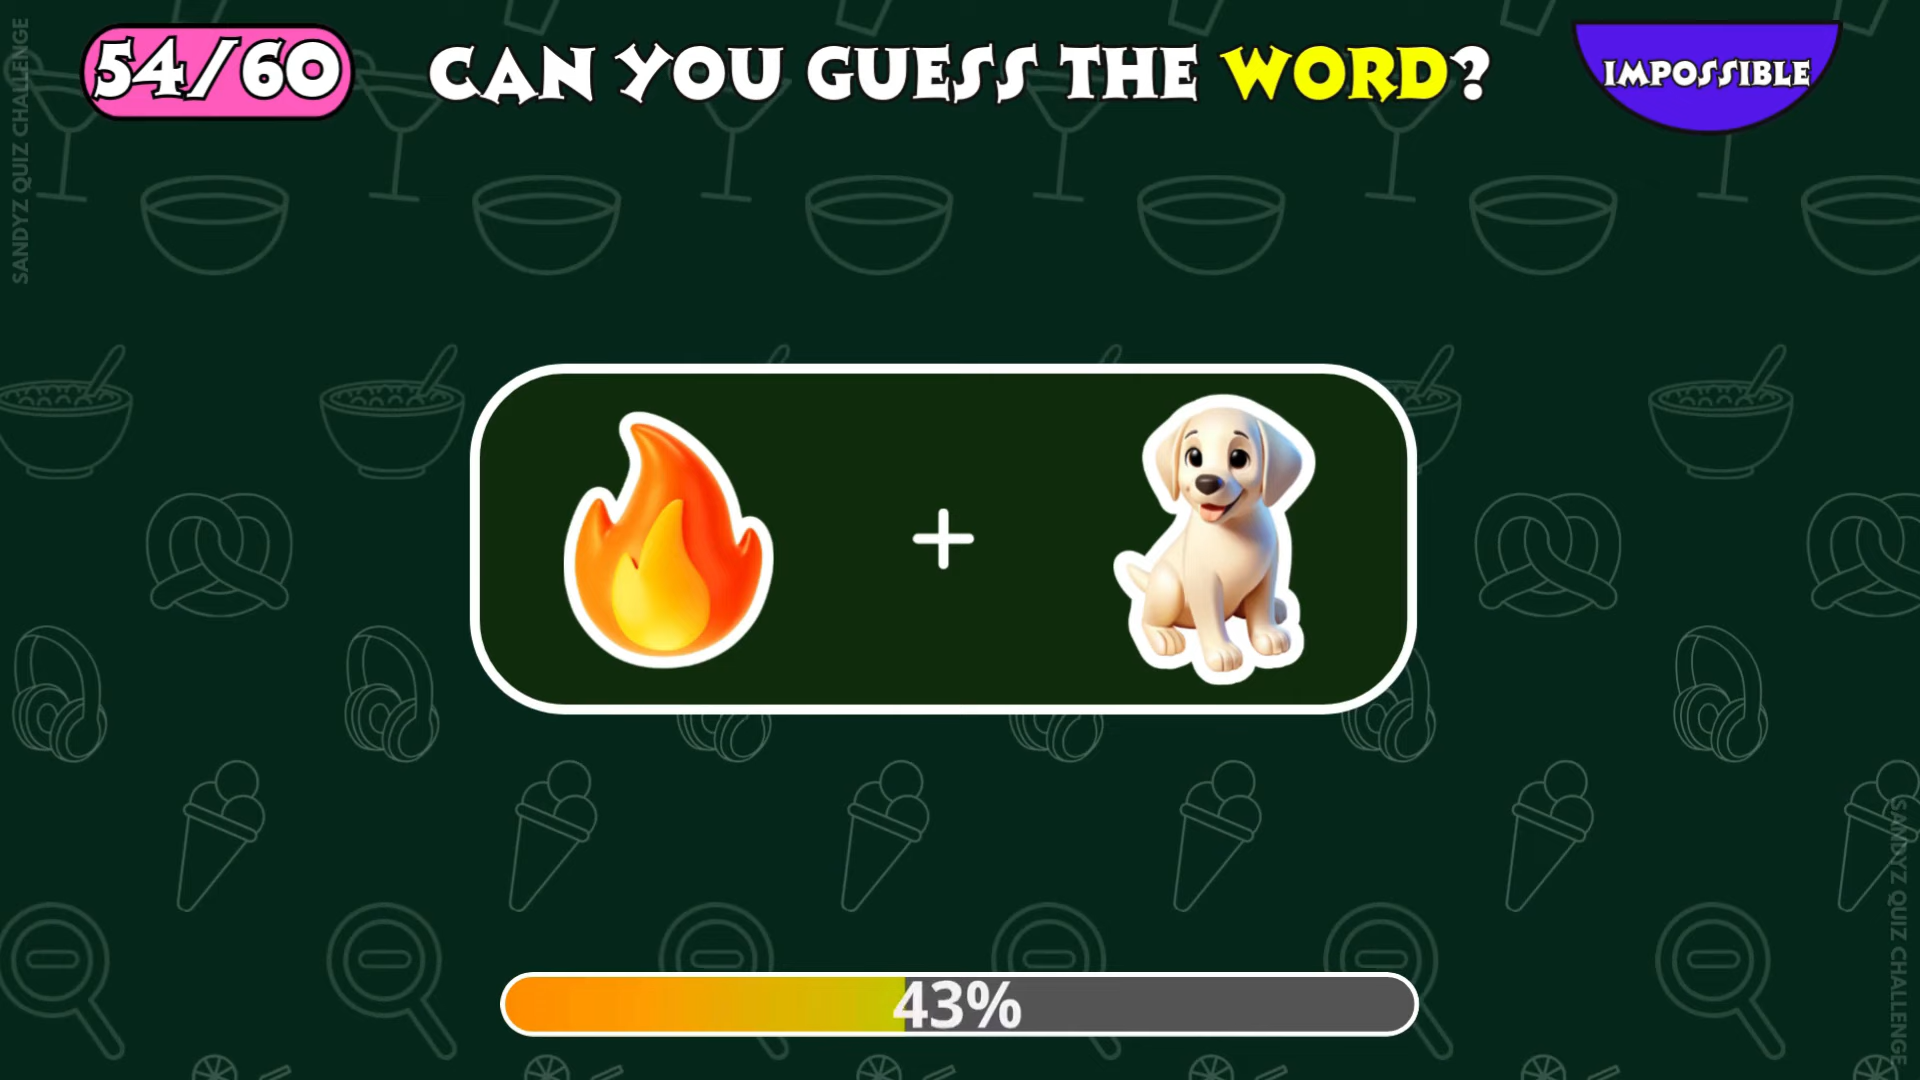 54/60
CAN YOU GUESS THE WORD?
IMPOSSIBLE
SANDYZ QUIZ CHALLENGE
43%
SANDYZ QUIZ CHALLENGE